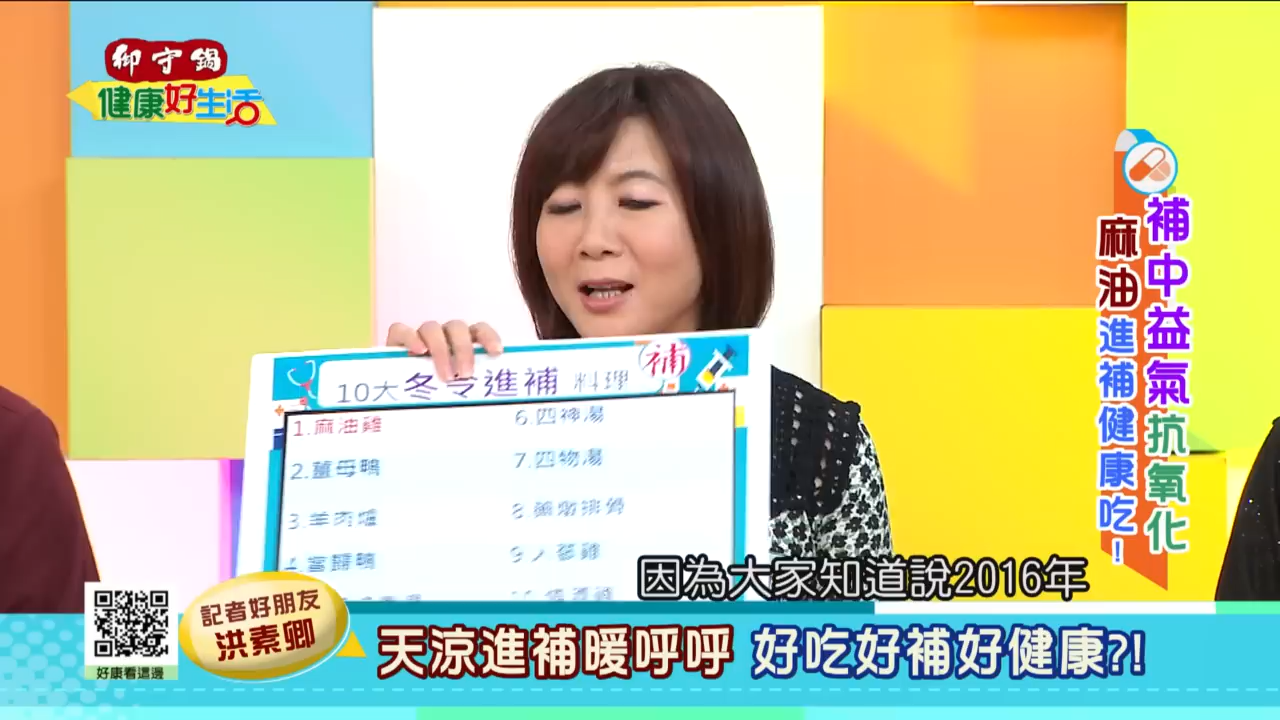 御守鍋
健康好生活
補中益氣抗氧化
麻油進補健康吃!
補
10大冬令進補 料理
1.麻油雞
2.薑母鴨
3.羊肉爐
4.當歸鴨
6.四神湯
7.四物湯
8.藥燉排骨
9.人蔘雞
因為大家知道說2016年
記者好朋友
洪素卿
天涼進補暖呼呼 好吃好補好健康?!
好康看這邊